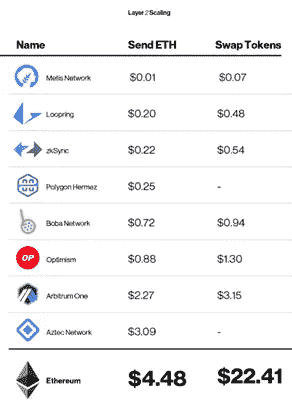 Layer 2 Scaling
Name Send ETH Swap Tokens
Metis Network $0.01 $0.07
Loopring $0.20 $0.48
zkSync $0.22 $0.54
Polygon Hermez $0.25 -
Boba Network $0.72 $0.94
OP Optimism $0.88 $1.30
Arbitrum One $2.27 $3.15
Aztec Network $3.09 -
Ethereum $4.48 $22.41